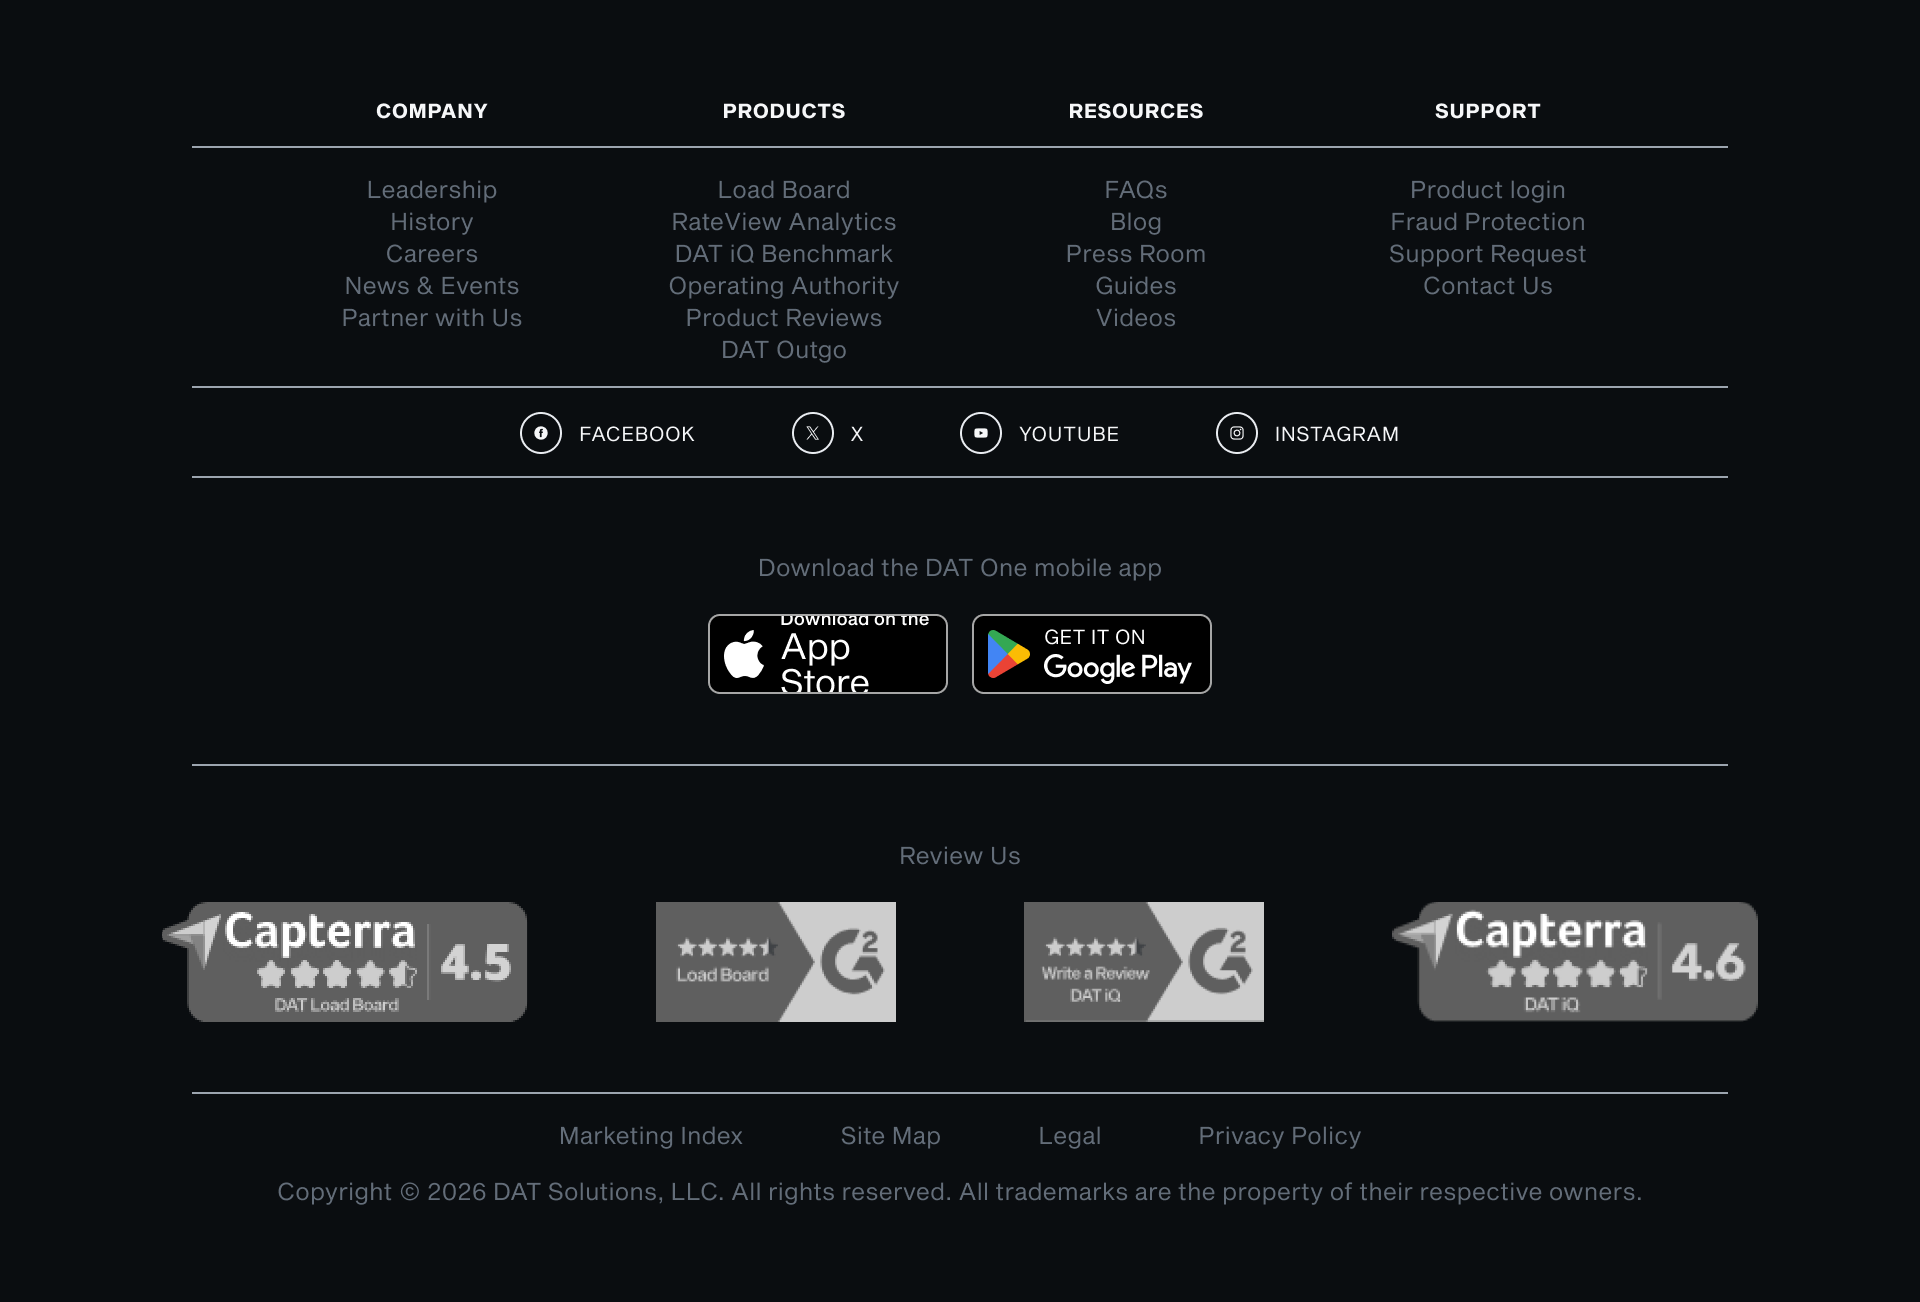 COMPANY
Leadership
History
Careers
News & Events
Partner with Us
PRODUCTS
Load Board
RateView Analytics
DAT iQ Benchmark
Operating Authority
Product Reviews
DAT Outgo
RESOURCES
FAQs
Blog
Press Room
Guides
Videos
SUPPORT
Product login
Fraud Protection
Support Request
Contact Us
FACEBOOK
X
YOUTUBE
INSTAGRAM
Download the DAT One mobile app
Download on the
App
Store
GET IT ON
Google Play
Review Us
Capterra
4.5
DAT Load Board
Load Board
G2
Write a Review
DAT iQ
G2
Capterra
4.6
DAT iQ
Marketing Index
Site Map
Legal
Privacy Policy
Copyright © 2026 DAT Solutions, LLC. All rights reserved. All trademarks are the property of their respective owners.